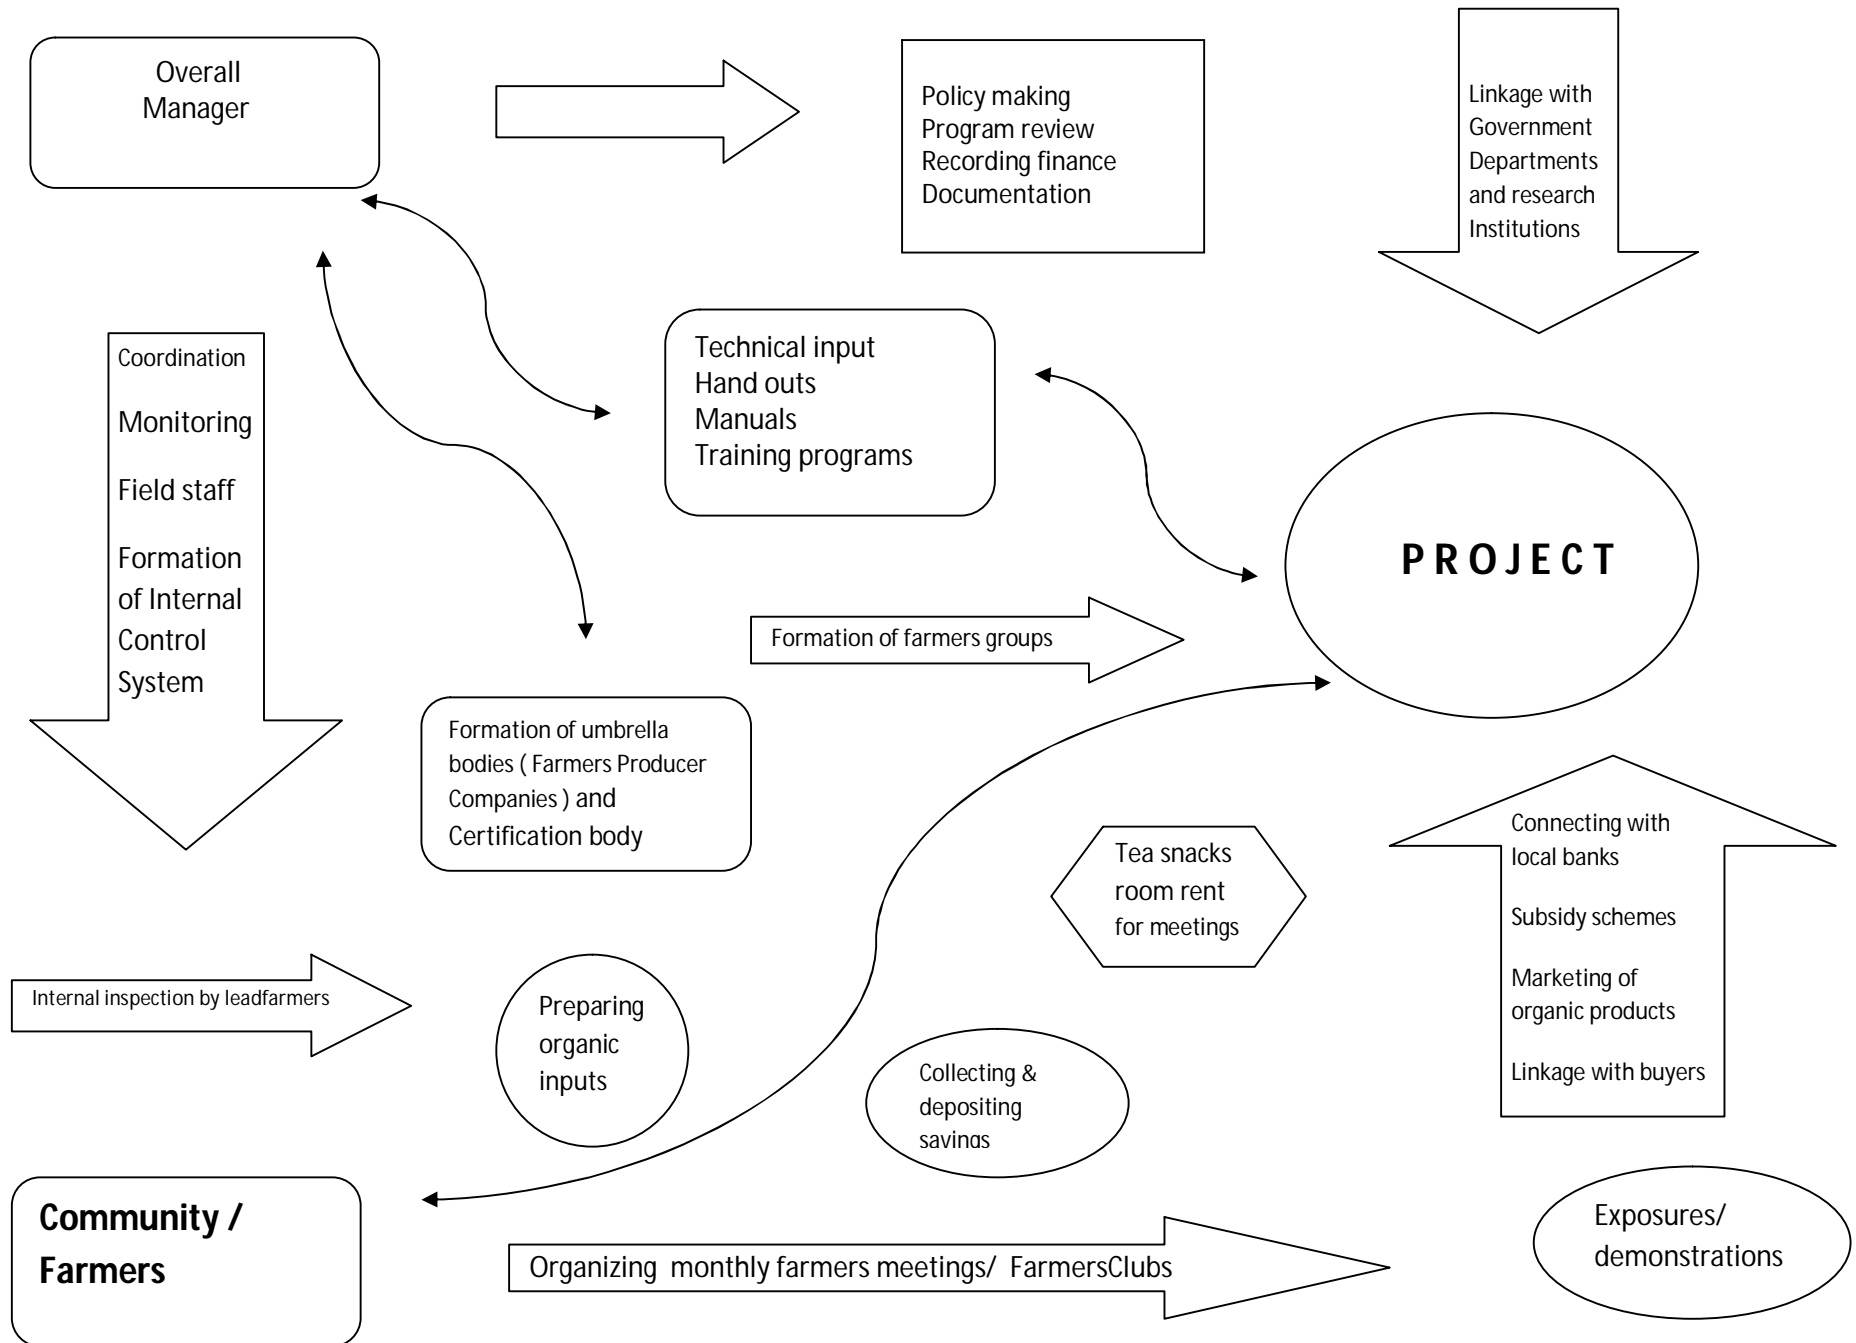 Overall
Manager
Policy making
Program review
Recording finance
Documentation
Linkage with
Government
Departments
and research
Institutions
Coordination
Monitoring
Field staff
Formation
of Internal
Control
System
Technical input
Hand outs
Manuals
Training programs
PROJECT
Formation of farmers groups
Formation of umbrella
bodies ( Farmers Producer
Companies ) and
Certification body
Tea snacks
room rent
for meetings
Connecting with
local banks
Subsidy schemes
Marketing of
organic products
Linkage with buyers
Internal inspection by leadfarmers
Preparing
organic
inputs
Collecting &
depositing
savings
Community /
Farmers
Organizing monthly farmers meetings/ FarmersClubs
Exposures/
demonstrations